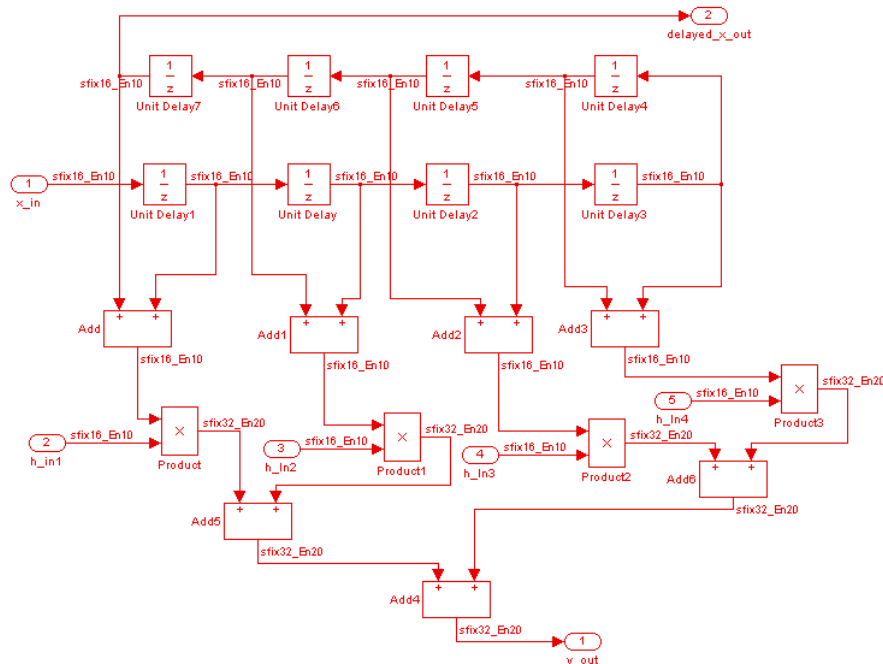 2
delayed_x_out
1
z
1
z
1
z
1
z
sfix16_En10
sfix16_En10
sfix16_En10
sfix16_En10
Unit Delay7
Unit Delay6
Unit Delay5
Unit Delay4
1
sfix16_En10
1
z
sfix16_En10
1
z
sfix16_En10
1
z
sfix16_En10
1
z
sfix16_En10
x_in
Unit Delay1
Unit Delay
Unit Delay2
Unit Delay3
Add
+ +
Add1
+ +
Add2
+ +
Add3
+ +
sfix16_En10
sfix16_En10
sfix16_En10
sfix16_En10
5
sfix16_En10
×
sfix32_En20
h_In4
Product3
2
sfix16_En10
×
sfix32_En20
h_in1
Product
3
sfix16_En10
×
sfix32_En20
h_In2
Product1
4
sfix16_En10
×
sfix32_En20
h_In3
Product2
Add6
+ +
sfix32_En20
Add5
+ +
sfix32_En20
Add4
+ +
sfix32_En20
1
y_out